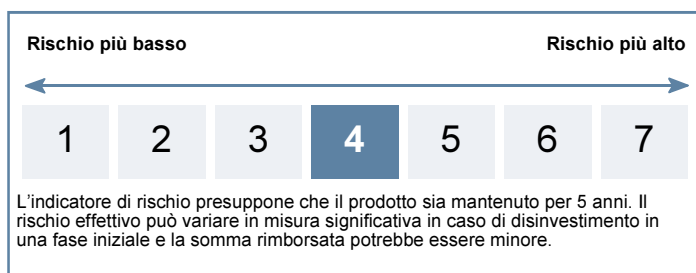 Rischio più basso Rischio più alto
1 2 3 4 5 6 7
L'indicatore di rischio presuppone che il prodotto sia mantenuto per 5 anni. Il
rischio effettivo può variare in misura significativa in caso di disinvestimento in
una fase iniziale e la somma rimborsata potrebbe essere minore.